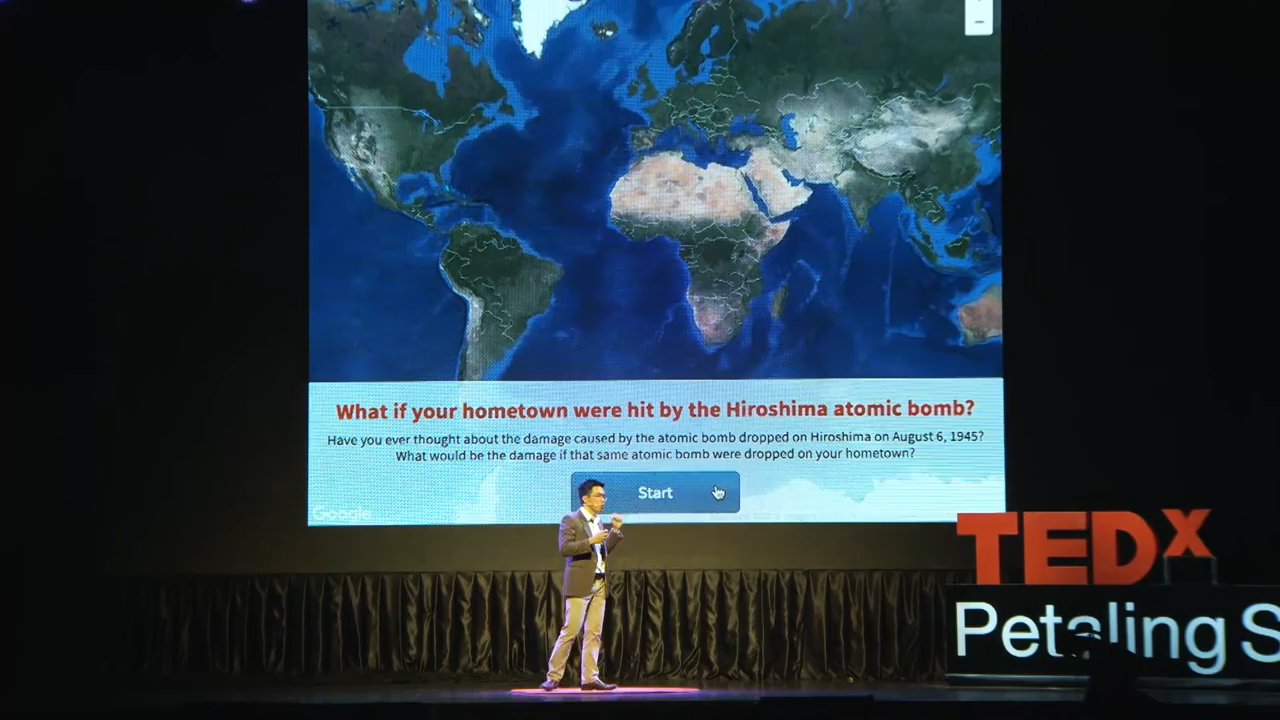 What if your hometown were hit by the Hiroshima atomic bomb?
Have you ever thought about the damage caused by the atomic bomb dropped on Hiroshima on August 6, 1945?
What would be the damage if that same atomic bomb were dropped on your hometown?
Start
Google
TEDx
Petaling S